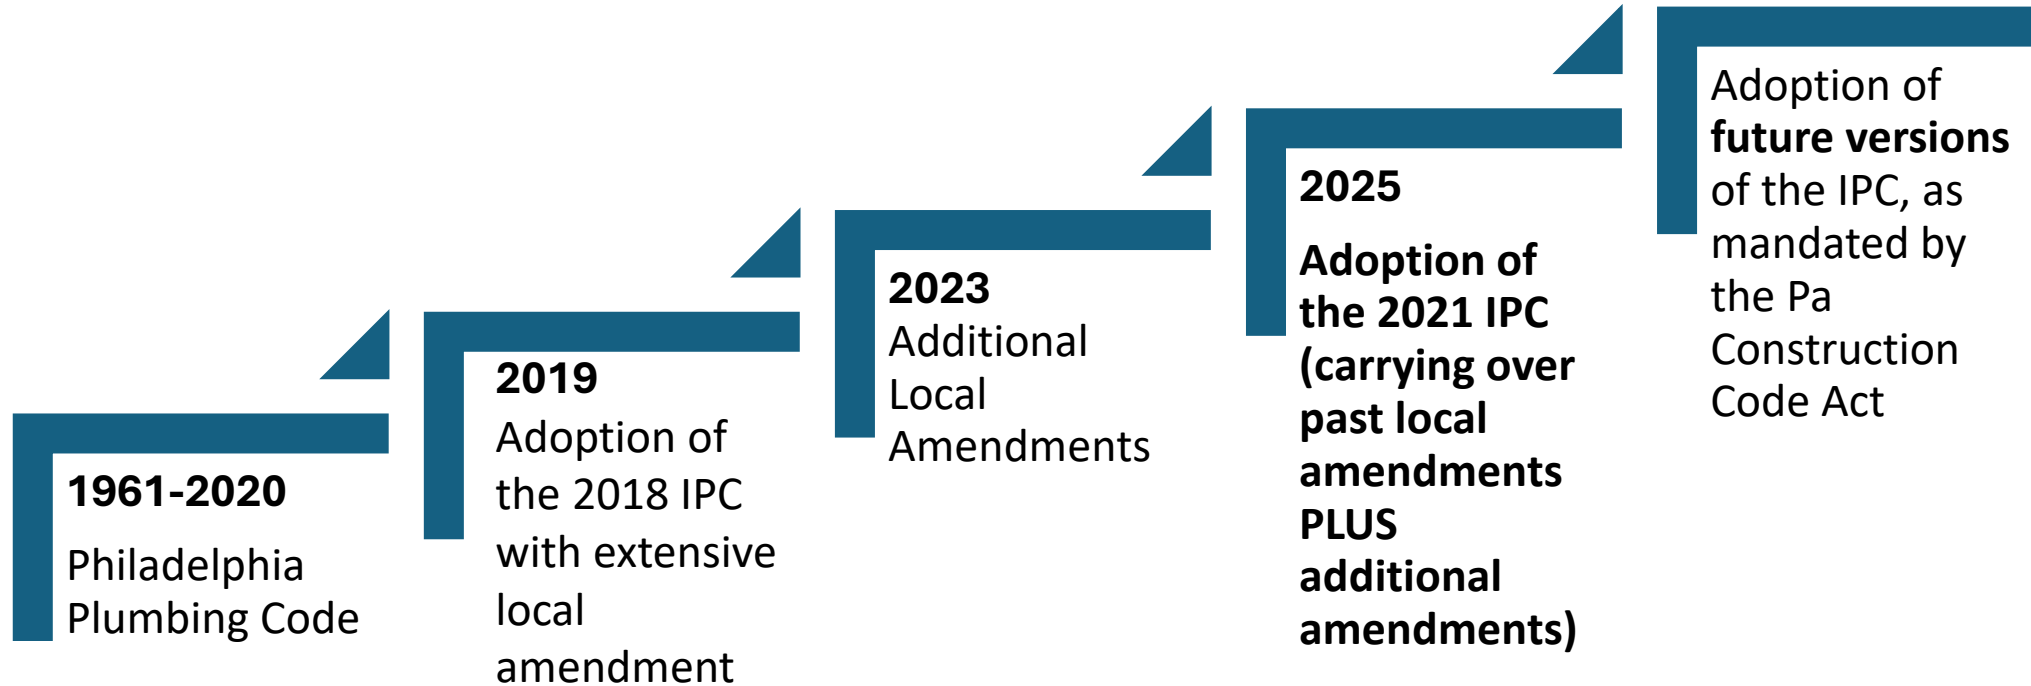 1961-2020
Philadelphia
Plumbing Code
2019
Adoption of
the 2018 IPC
with extensive
local
amendment
2023
Additional
Local
Amendments
2025
Adoption of
the 2021 IPC
(carrying over
past local
amendments
PLUS
additional
amendments)
Adoption of
future versions
of the IPC, as
mandated by
the Pa
Construction
Code Act